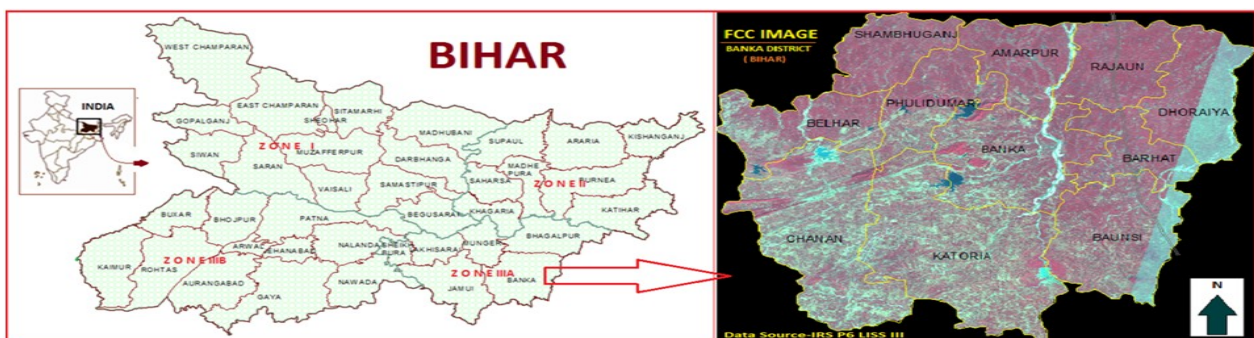 BIHAR
WEST CHAMPARAN
INDIA
EAST CHAMPARAN
SITAMARHI
SHEOHAR
GOPALGANJ
MADHUBANI
SUPAUL
ARARIA
KISHANGANJ
SIWAN
ZONE I
MUZAFFERPUR
DARBHANGA
SARAN
MADHE
PURA
SAHARSA
ZONE II
PURNEA
VAISALI
SAMASTIPUR
KHAGARIA
KATIHAR
BUXAR
BHOJPUR
PATNA
BEGUSARAI
BHAGALPUR
ARWAL
JEHANABAD
NALANDA
SHEIKH
PURA
LAKHISARAI
MUNGER
KAIMUR
ROHTAS
ZONE IIIB
AURANGABAD
GAYA
NAWADA
ZONE IIIA
JAMUI
BANKA
FCC IMAGE
BANKA DISTRICT
( BIHAR)
SHAMBHUGANJ
AMARPUR
RAJAUN
PHULIDUMAR
DHORAIYA
BELHAR
BANKA
BARHAT
CHANAN
KATORIA
BAUNSI
N
Data Source-IRS P6 LISS III